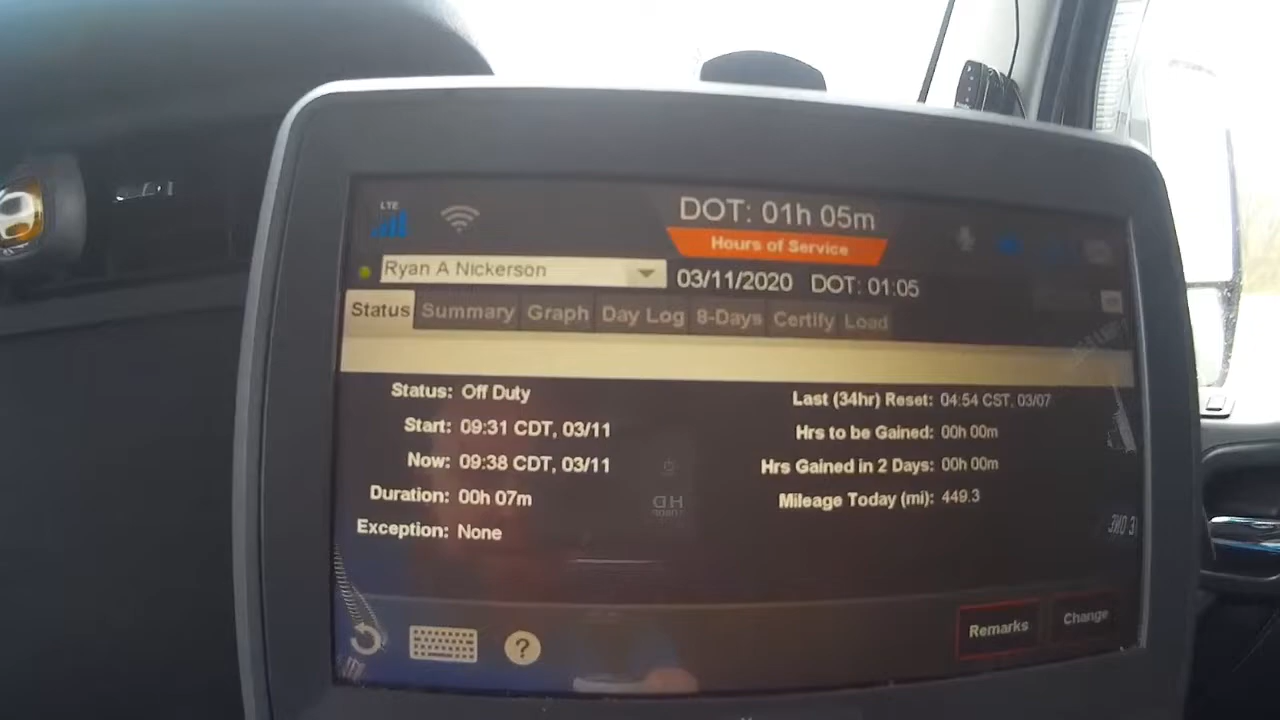 LTE
DOT: 01h 05m
Hours of Service
Ryan A Nickerson
03/11/2020 DOT: 01:05
Status Summary Graph Day Log 8-Days Certify Load
Status: Off Duty
Start: 09:31 CDT, 03/11
Now: 09:38 CDT, 03/11
Duration: 00h 07m
Exception: None
Last (34hr) Reset: 04:54 CST, 03/07
Hrs to be Gained: 00h 00m
Hrs Gained in 2 Days: 00h 00m
Mileage Today (mi): 449.3
?
Remarks
Change